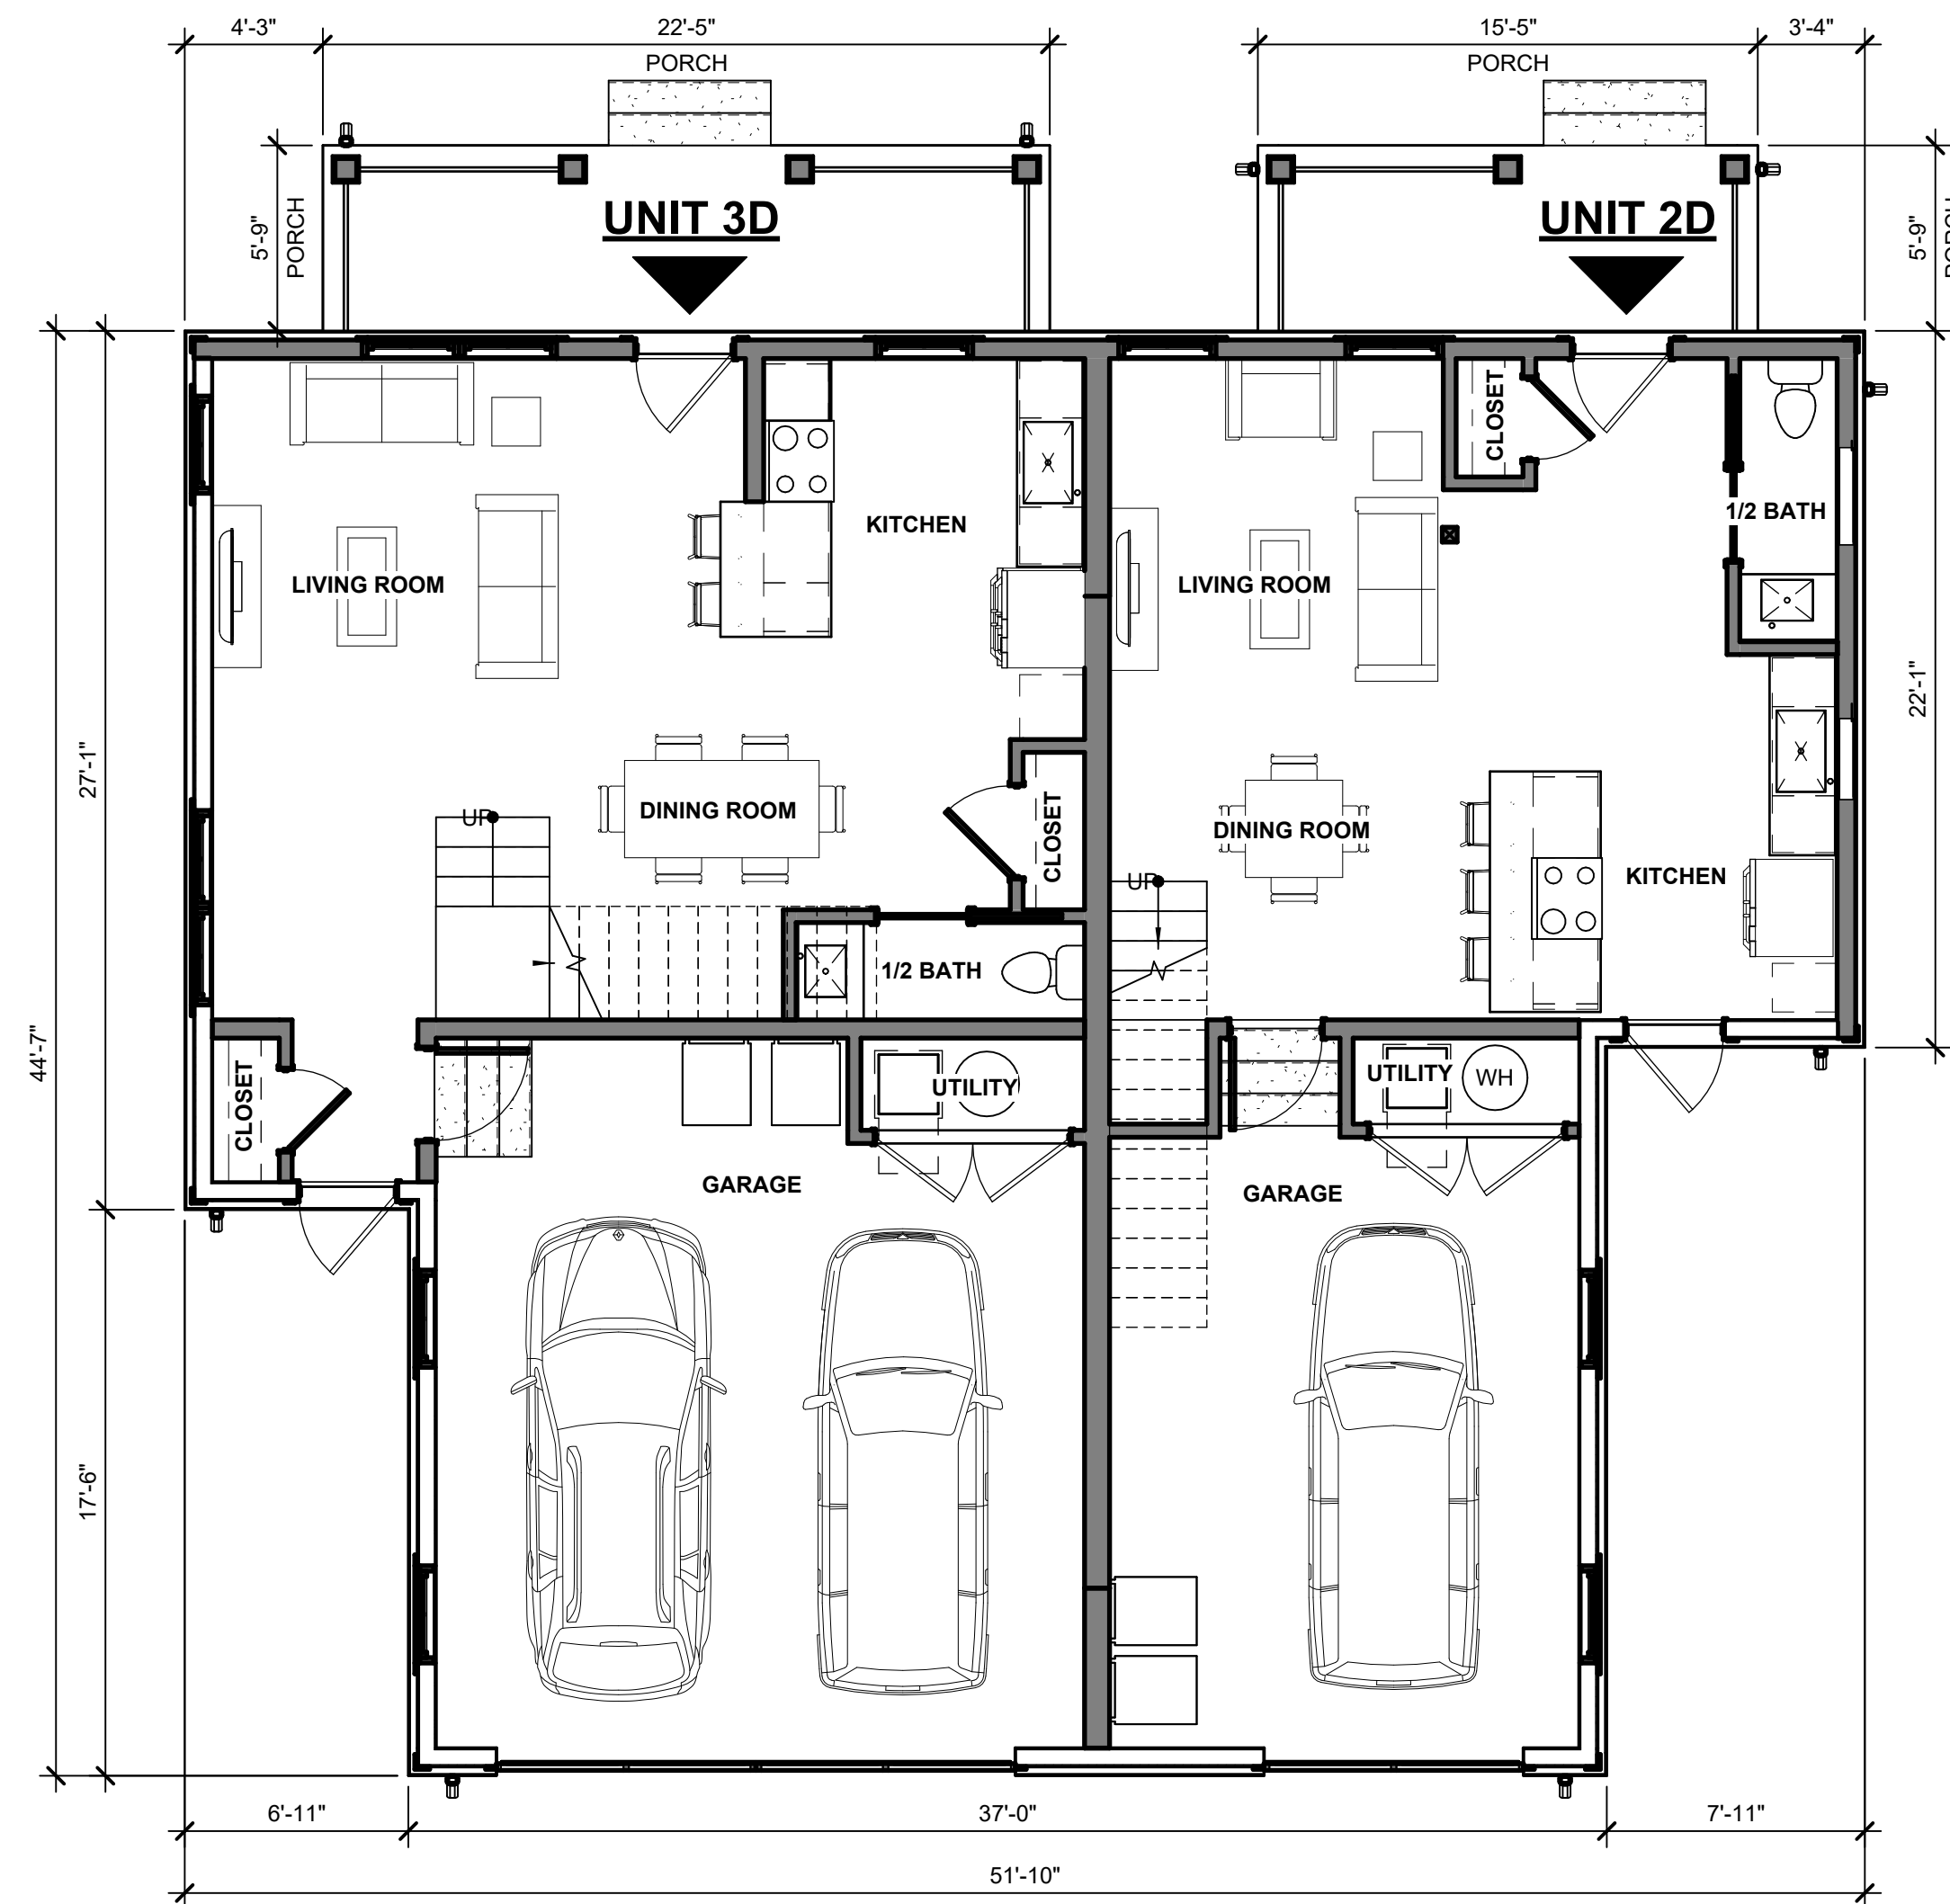 4'-3"
22'-5"
15'-5"
3'-4"
PORCH
PORCH
5'-9"
PORCH
UNIT 3D
UNIT 2D
5'-9"
PORCH
CLOSET
KITCHEN
1/2 BATH
LIVING ROOM
LIVING ROOM
22'-1"
27'-1"
DINING ROOM
CLOSET
DINING ROOM
UP
UP
KITCHEN
1/2 BATH
44'-7"
CLOSET
UTILITY
UTILITY
WH
GARAGE
GARAGE
17'-6"
6'-11"
37'-0"
7'-11"
51'-10"